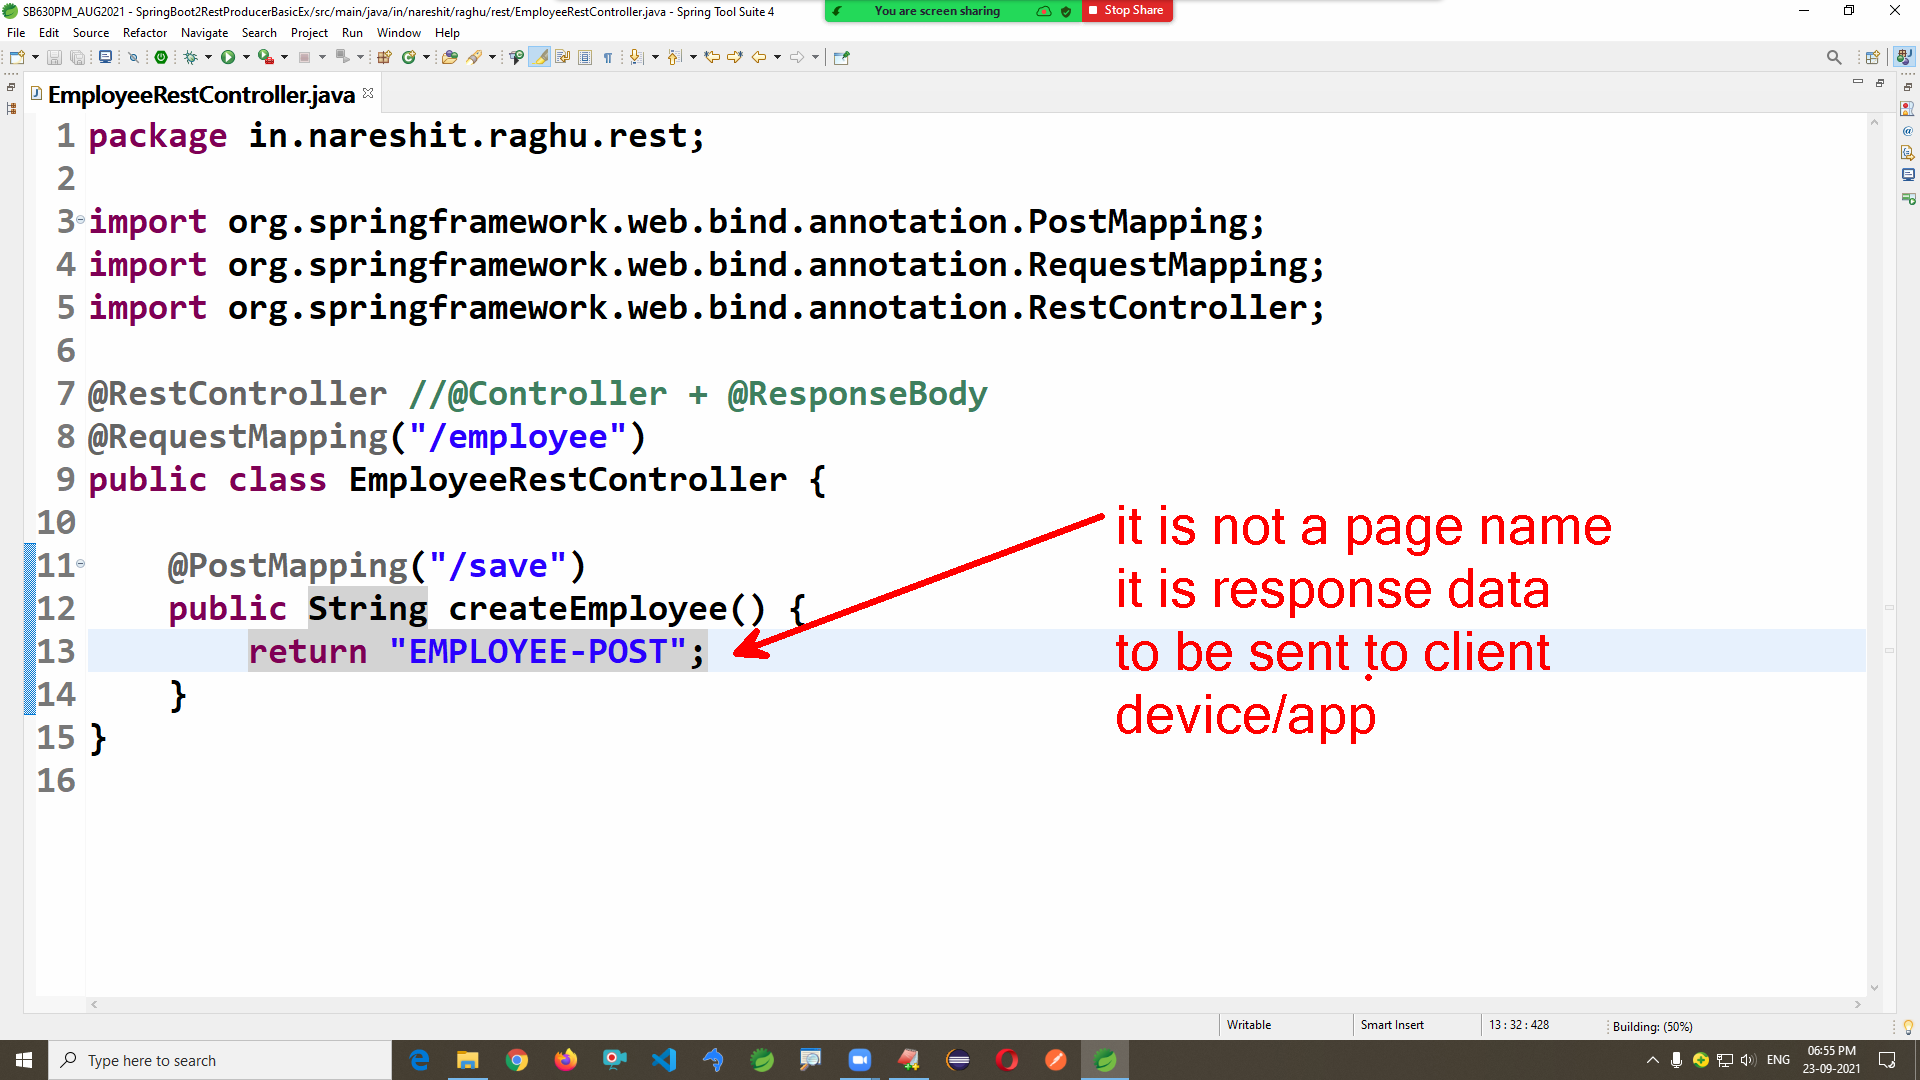 SB630PM_AUG2021 - SpringBoot2RestProducerBasicEx/src/main/java/in/nareshit/raghu/rest/EmployeeRestController.java - Spring Tool Suite 4
You are screen sharing
Stop Share
File Edit Source Refactor Navigate Search Project Run Window Help
EmployeeRestController.java
1 package in.nareshit.raghu.rest;
2
3 import org.springframework.web.bind.annotation.PostMapping;
4 import org.springframework.web.bind.annotation.RequestMapping;
5 import org.springframework.web.bind.annotation.RestController;
6
7 @RestController //@Controller + @ResponseBody
8 @RequestMapping("/employee")
9 public class EmployeeRestController {
10
11 @PostMapping("/save")
12 public String createEmployee() {
13 return "EMPLOYEE-POST";
14 }
15 }
16
it is not a page name
it is response data
to be sent to client
device/app
Writable Smart Insert 13 : 32 : 428 Building: (50%)
Type here to search
ENG
06:55 PM
23-09-2021